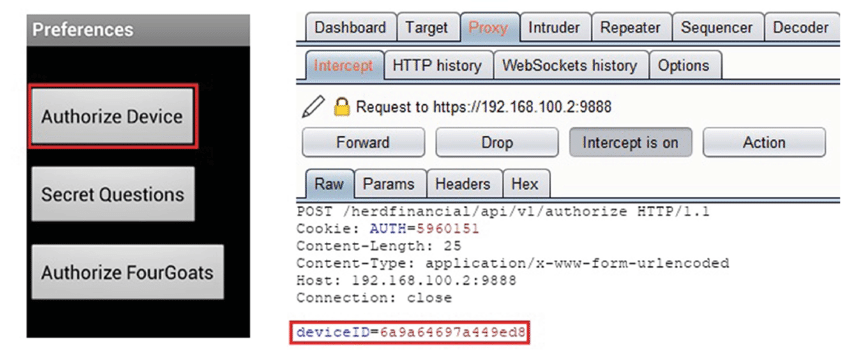 Preferences
Authorize Device
Secret Questions
Authorize FourGoats
Dashboard Target Proxy Intruder Repeater Sequencer Decoder
Intercept HTTP history WebSockets history Options
Request to https://192.168.100.2:9888
Forward Drop Intercept is on Action
Raw Params Headers Hex
POST /herdfinancial/api/v1/authorize HTTP/1.1
Cookie: AUTH=5960151
Content-Length: 25
Content-Type: application/x-www-form-urlencoded
Host: 192.168.100.2:9888
Connection: close
deviceID=6a9a64697a449ed8